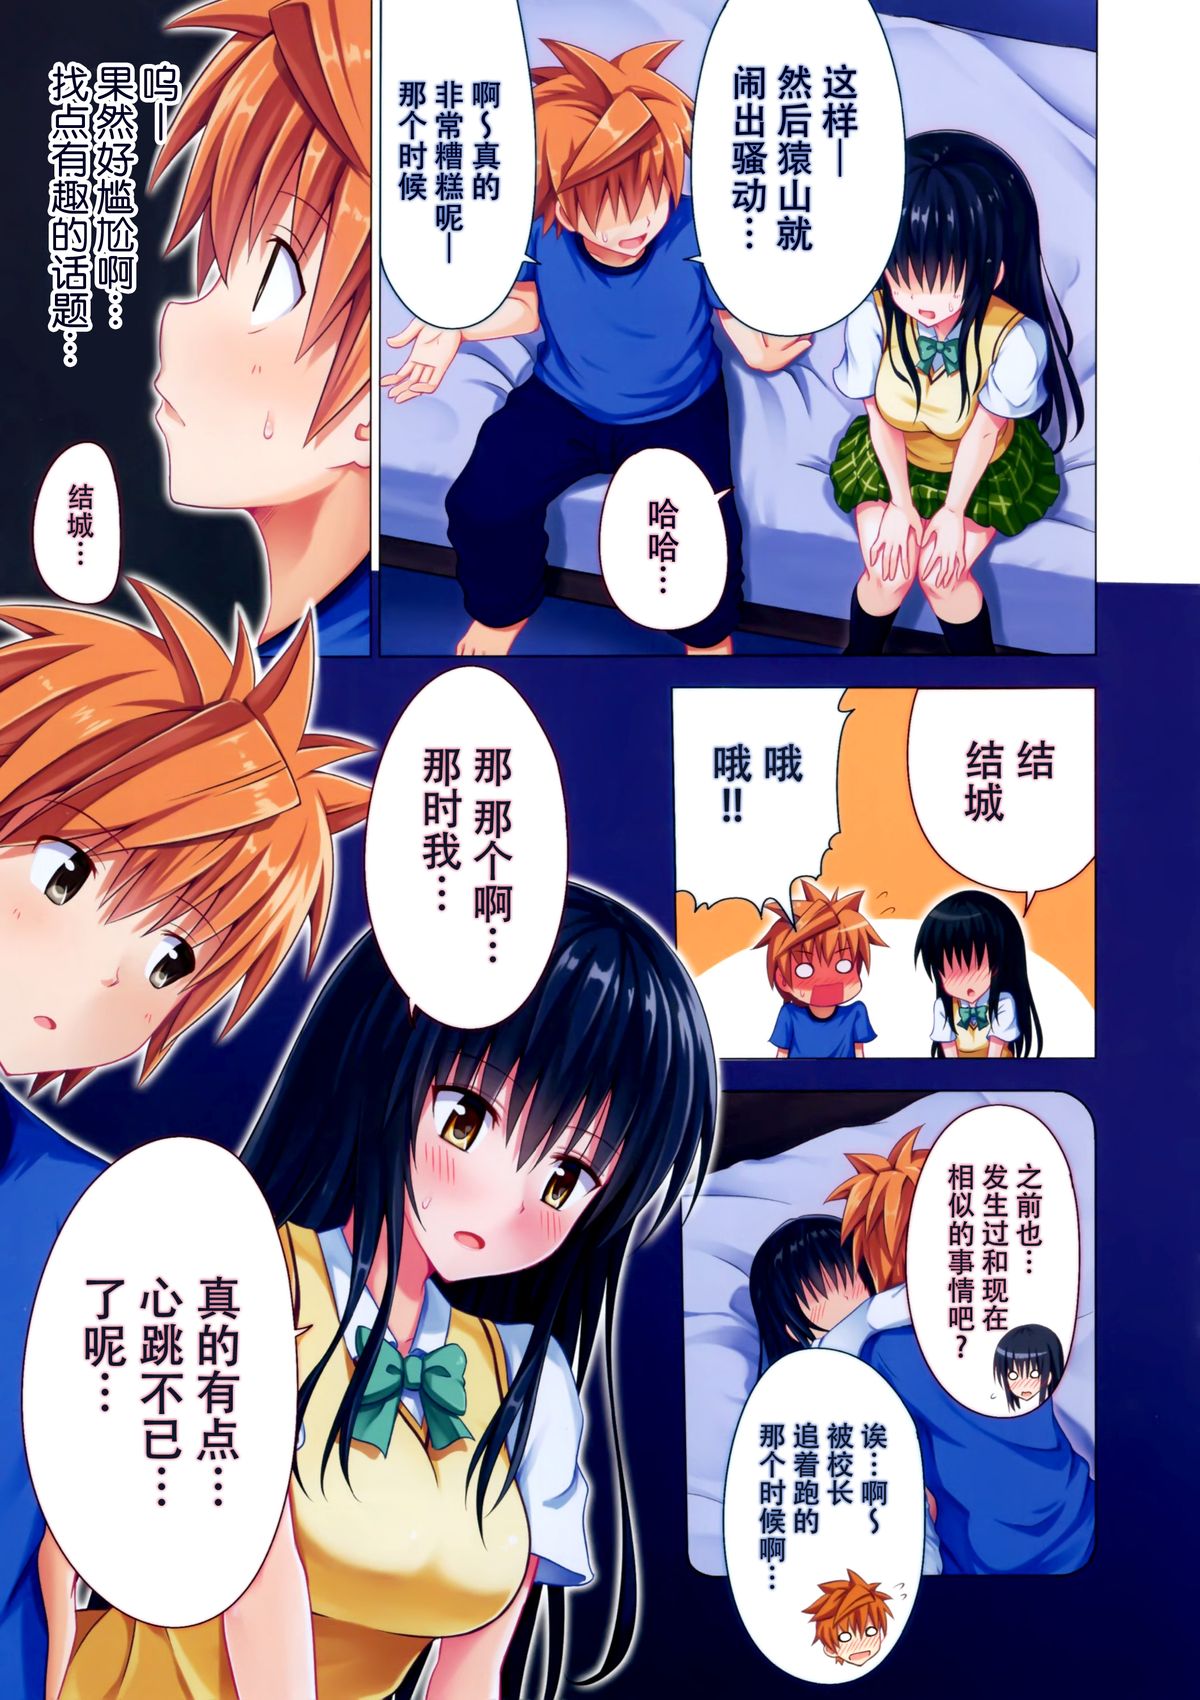 这样—
然后猿山就
闹出骚动…
啊～真的
非常糟糕呢—
那个时候
哈哈…
呜—
果然好尴尬啊…
找点有趣的话题…
结城…
结
结城
哦
哦!!
之前也…
发生过和现在
相似的事情吧?
诶…啊～
被校长
追着跑的
那个时候啊…
那 那个啊…
那时我…
真的有点…
心跳不已…
了呢…